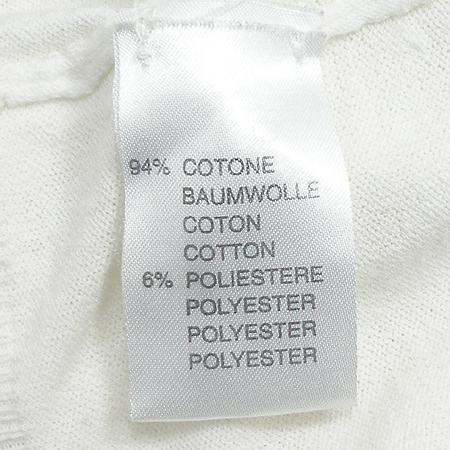 94% COTONE
BAUMWOLLE
COTON
COTTON
6% POLIESTERE
POLYESTER
POLYESTER
POLYESTER